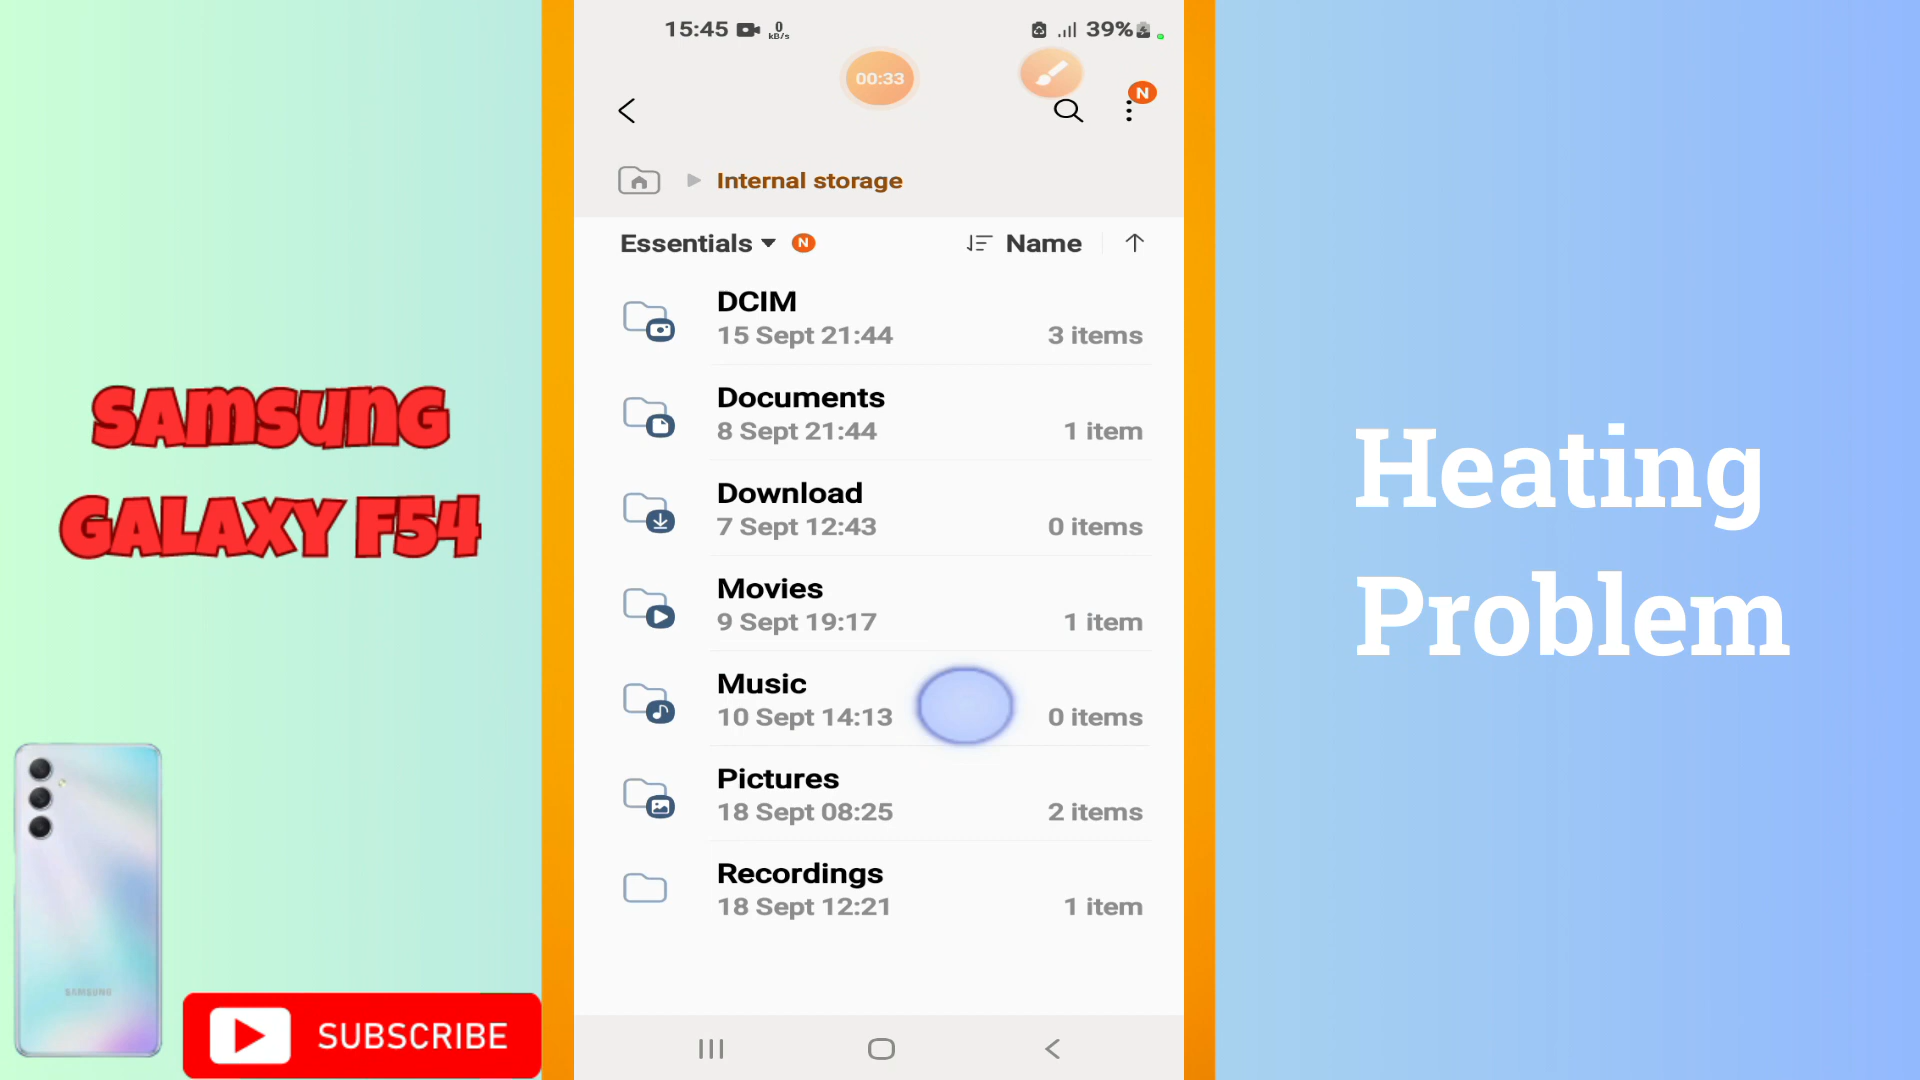 SAMSUNG
GALAXY F54
SAMSUNG
SUBSCRIBE
15:45
0
kB/s
39%
00:33
N
Internal storage
Essentials
N
Name
DCIM
15 Sept 21:44
3 items
Documents
8 Sept 21:44
1 item
Download
7 Sept 12:43
0 items
Movies
9 Sept 19:17
1 item
Music
10 Sept 14:13
0 items
Pictures
18 Sept 08:25
2 items
Recordings
18 Sept 12:21
1 item
Heating
Problem